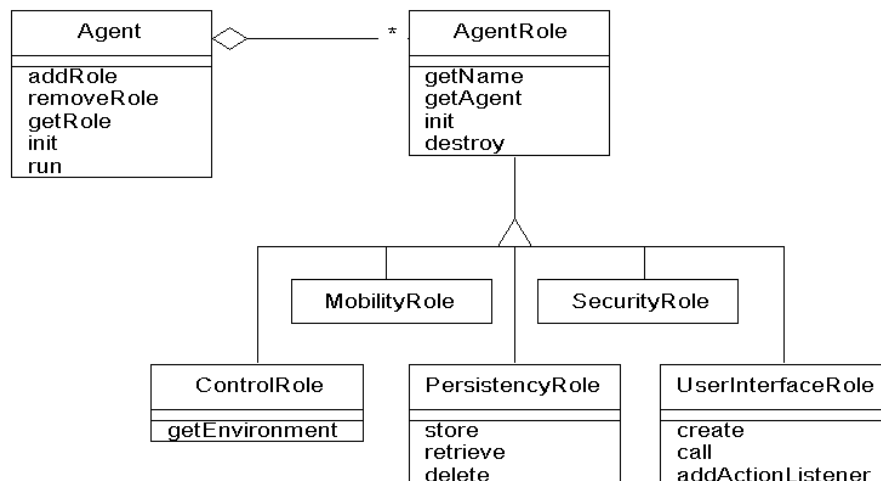 Agent
addRole
removeRole
getRole
init
run
*
AgentRole
getName
getAgent
init
destroy
MobilityRole
SecurityRole
ControlRole
getEnvironment
PersistencyRole
store
retrieve
delete
UserInterfaceRole
create
call
addActionListener